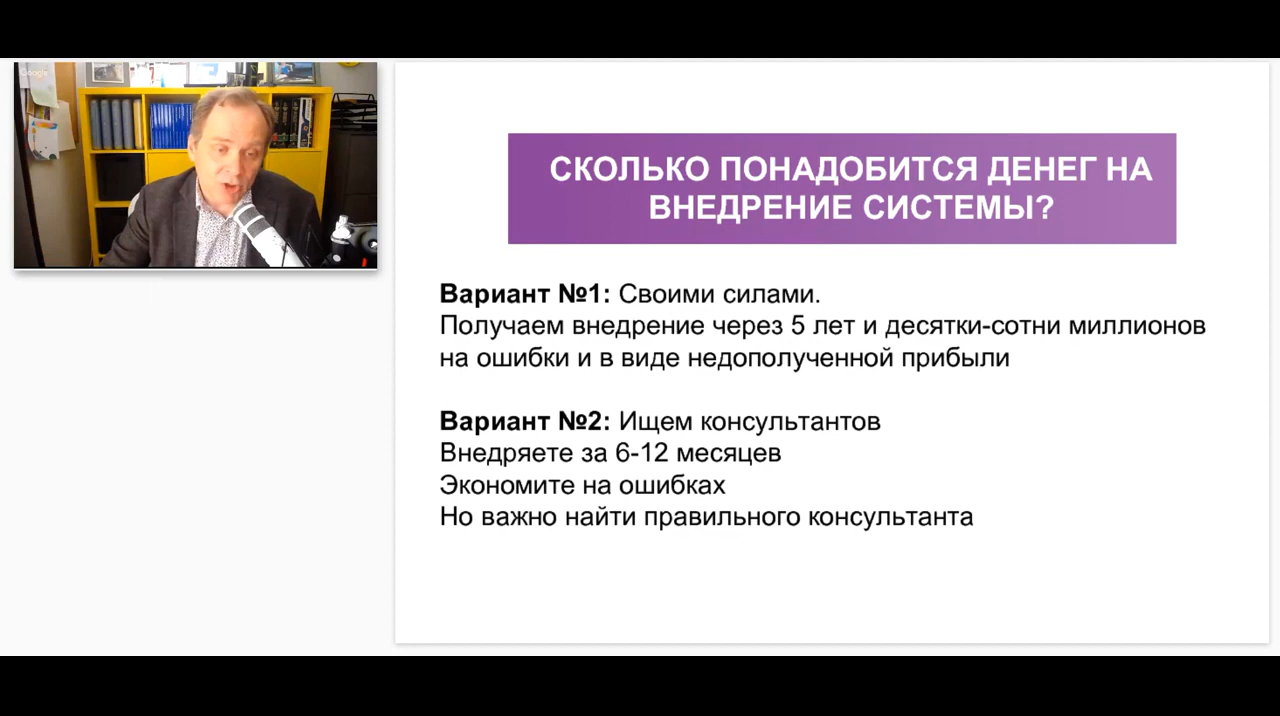 Google
СКОЛЬКО ПОНАДОБИТСЯ ДЕНЕГ НА
ВНЕДРЕНИЕ СИСТЕМЫ?
Вариант №1: Своими силами.
Получаем внедрение через 5 лет и десятки-сотни миллионов
на ошибки и в виде недополученной прибыли
Вариант №2: Ищем консультантов
Внедряете за 6-12 месяцев
Экономите на ошибках
Но важно найти правильного консультанта